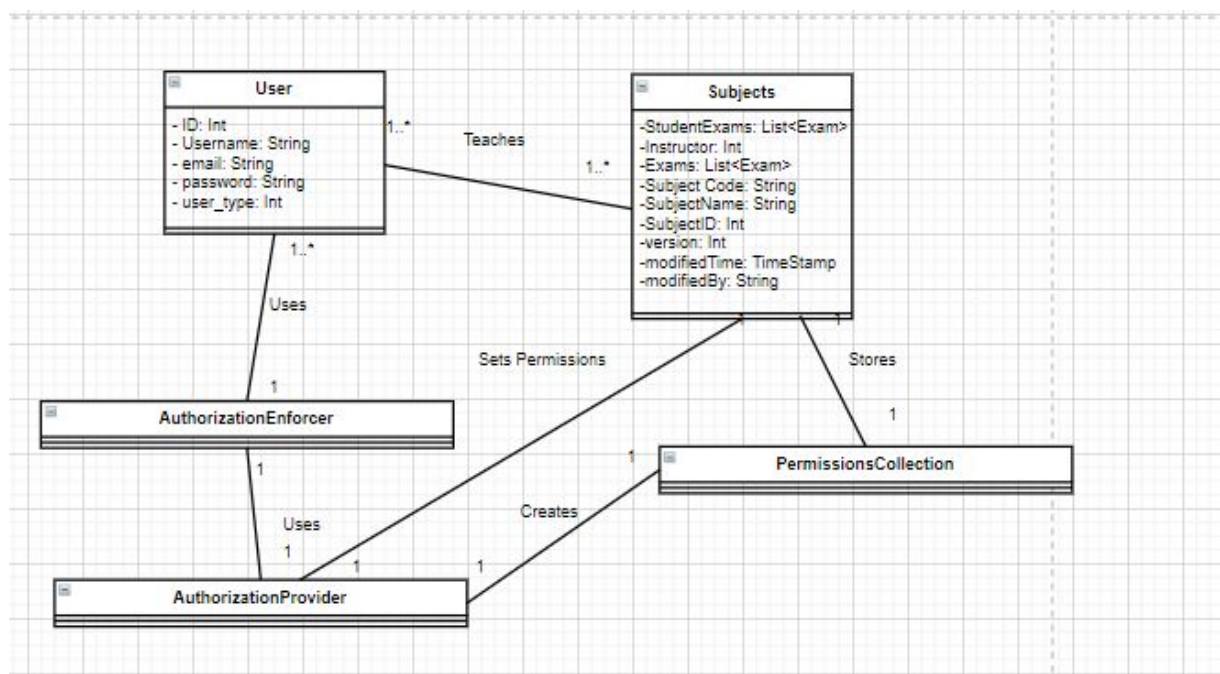 User
- ID: Int
- Username: String
- email: String
- password: String
- user_type: Int
Subjects
-StudentExams: List<Exam>
-Instructor: Int
-Exams: List<Exam>
-Subject Code: String
-SubjectName: String
-SubjectID: Int
-version: Int
-modifiedTime: TimeStamp
-modifiedBy: String
1..*
Teaches
1..*
1..*
Uses
1
1
1
Sets Permissions
Stores
1
1
AuthorizationEnforcer
1
Uses
1
1
PermissionsCollection
1
Creates
1
AuthorizationProvider